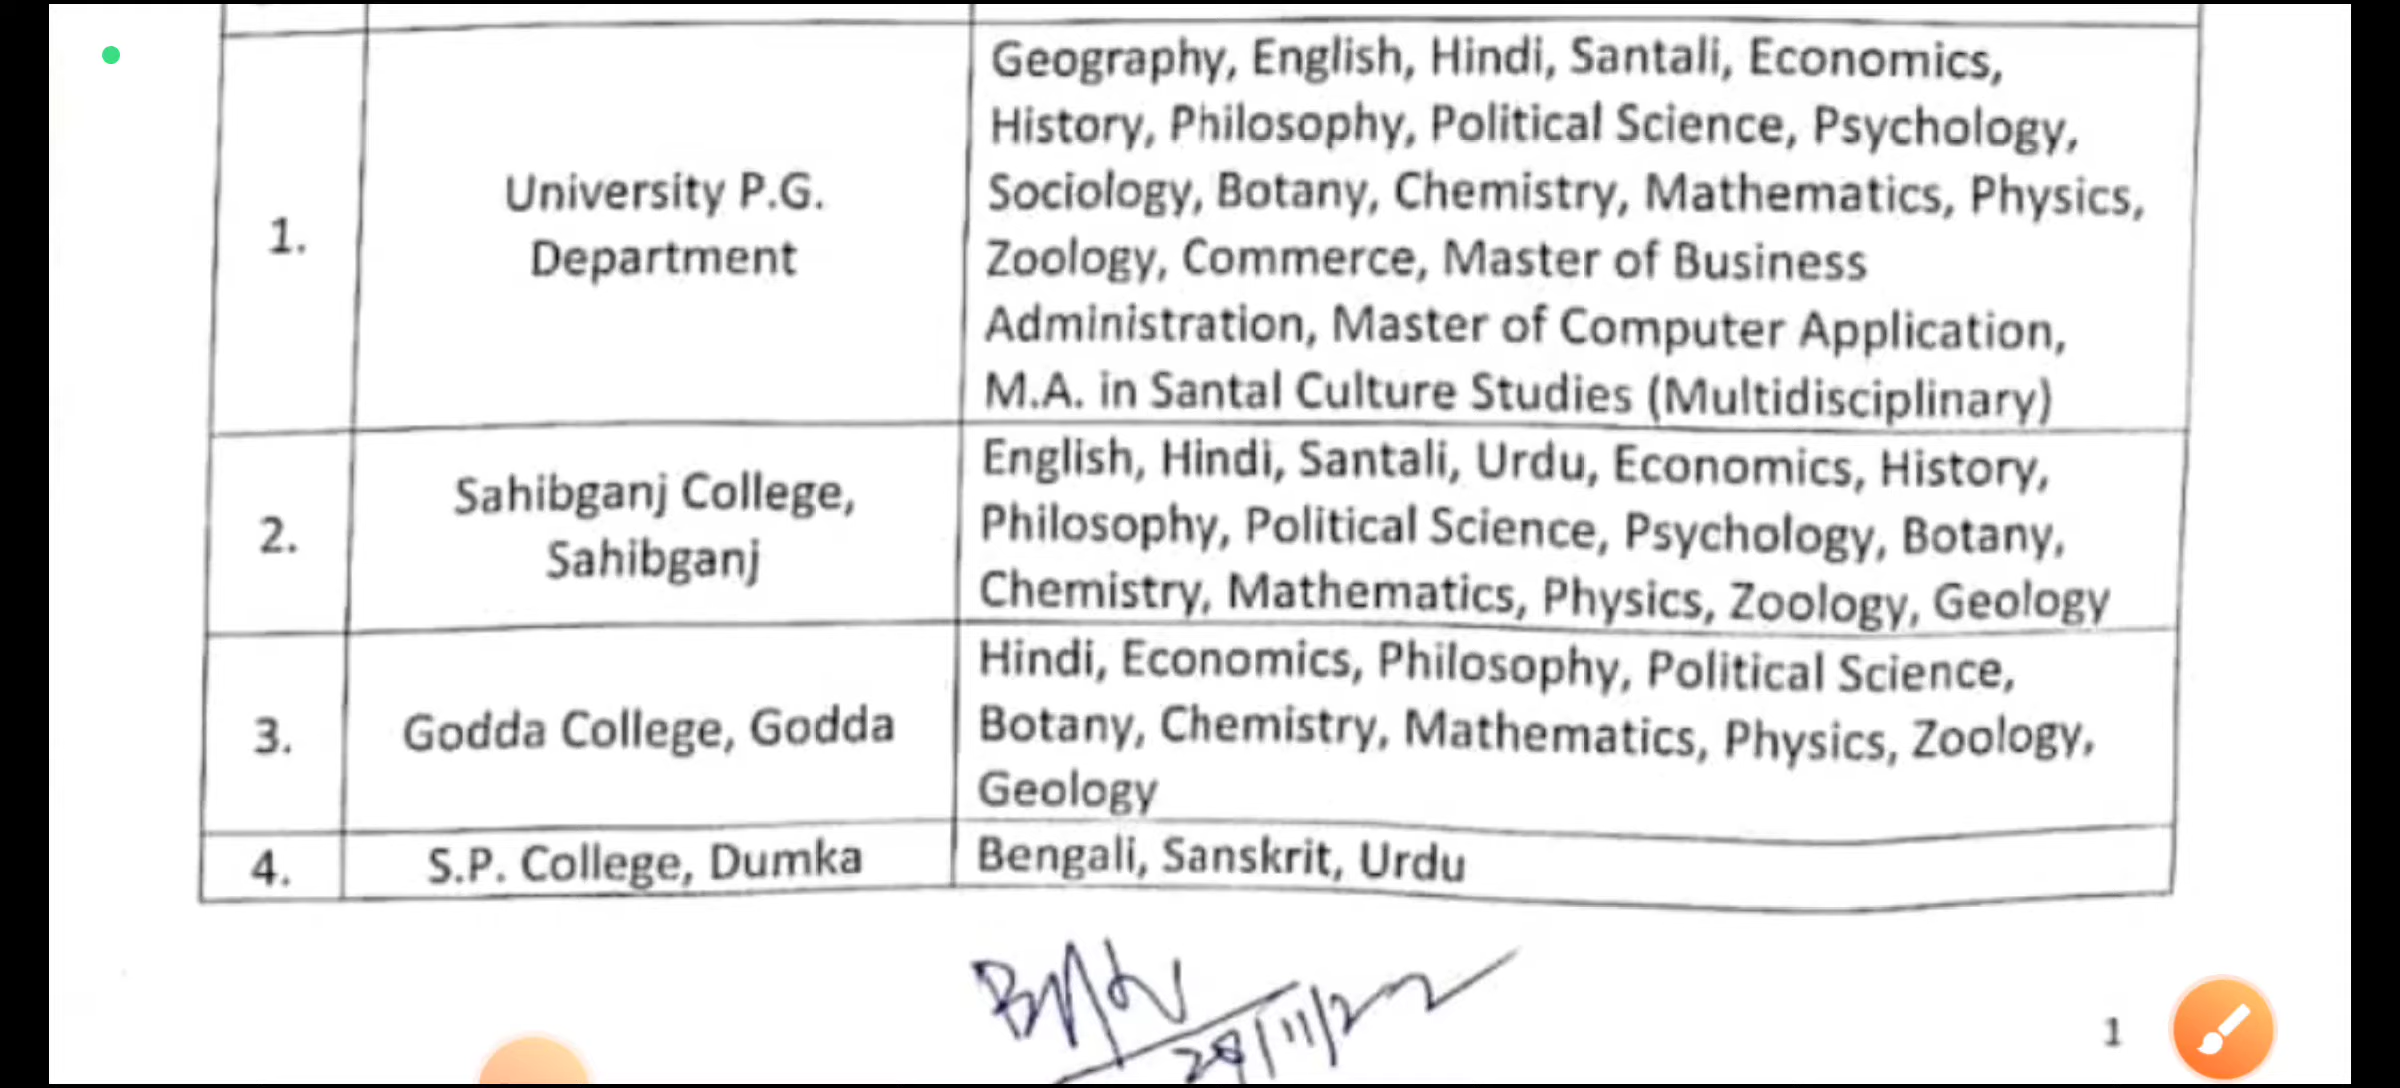 1.
University P.G.
Department
Geography, English, Hindi, Santali, Economics,
History, Philosophy, Political Science, Psychology,
Sociology, Botany, Chemistry, Mathematics, Physics,
Zoology, Commerce, Master of Business
Administration, Master of Computer Application,
M.A. in Santal Culture Studies (Multidisciplinary)
2.
Sahibganj College,
Sahibganj
English, Hindi, Santali, Urdu, Economics, History,
Philosophy, Political Science, Psychology, Botany,
Chemistry, Mathematics, Physics, Zoology, Geology
3.
Godda College, Godda
Hindi, Economics, Philosophy, Political Science,
Botany, Chemistry, Mathematics, Physics, Zoology,
Geology
4.
S.P. College, Dumka
Bengali, Sanskrit, Urdu
1